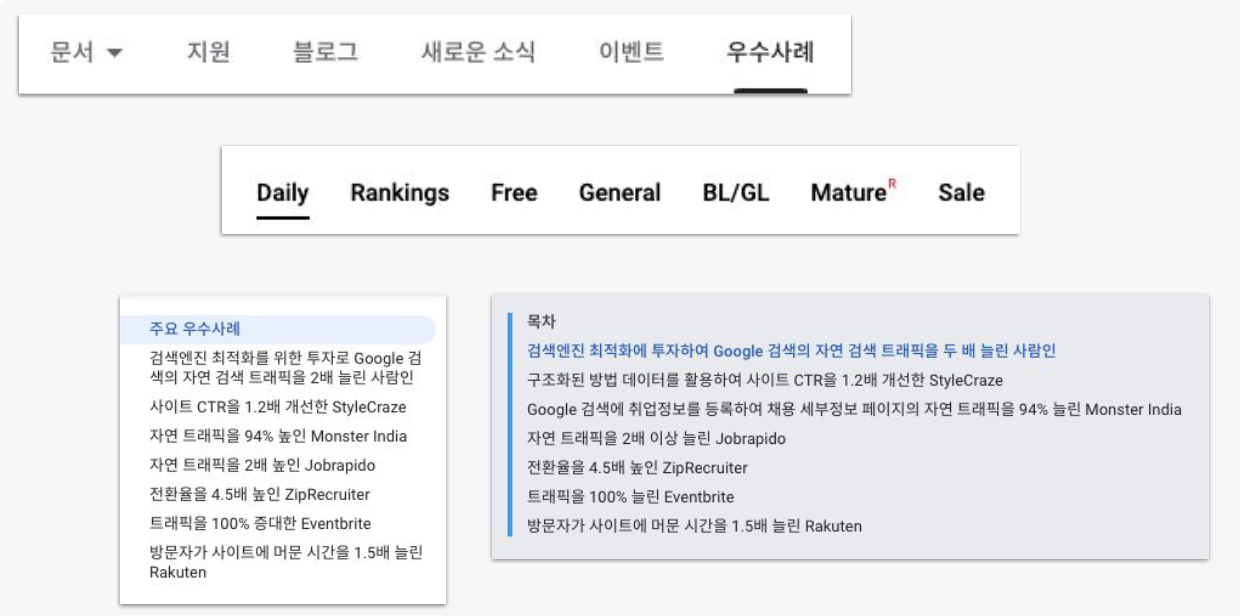 문서 지원 블로그 새로운 소식 이벤트 우수사례
Daily Rankings Free General BL/GL Mature R Sale
주요 우수사례
검색엔진 최적화를 위한 투자로 Google 검
색의 자연 검색 트래픽을 2배 늘린 사람인
사이트 CTR을 1.2배 개선한 StyleCraze
자연 트래픽을 94% 높인 Monster India
자연 트래픽을 2배 높인 Jobrapido
전환율을 4.5배 높인 ZipRecruiter
트래픽을 100% 증대한 Eventbrite
방문자가 사이트에 머문 시간을 1.5배 늘린
Rakuten
목차
검색엔진 최적화에 투자하여 Google 검색의 자연 검색 트래픽을 두 배 늘린 사람인
구조화된 방법 데이터를 활용하여 사이트 CTR을 1.2배 개선한 StyleCraze
Google 검색에 취업정보를 등록하여 채용 세부정보 페이지의 자연 트래픽을 94% 늘린 Monster India
자연 트래픽을 2배 이상 늘린 Jobrapido
전환율을 4.5배 높인 ZipRecruiter
트래픽을 100% 늘린 Eventbrite
방문자가 사이트에 머문 시간을 1.5배 늘린 Rakuten